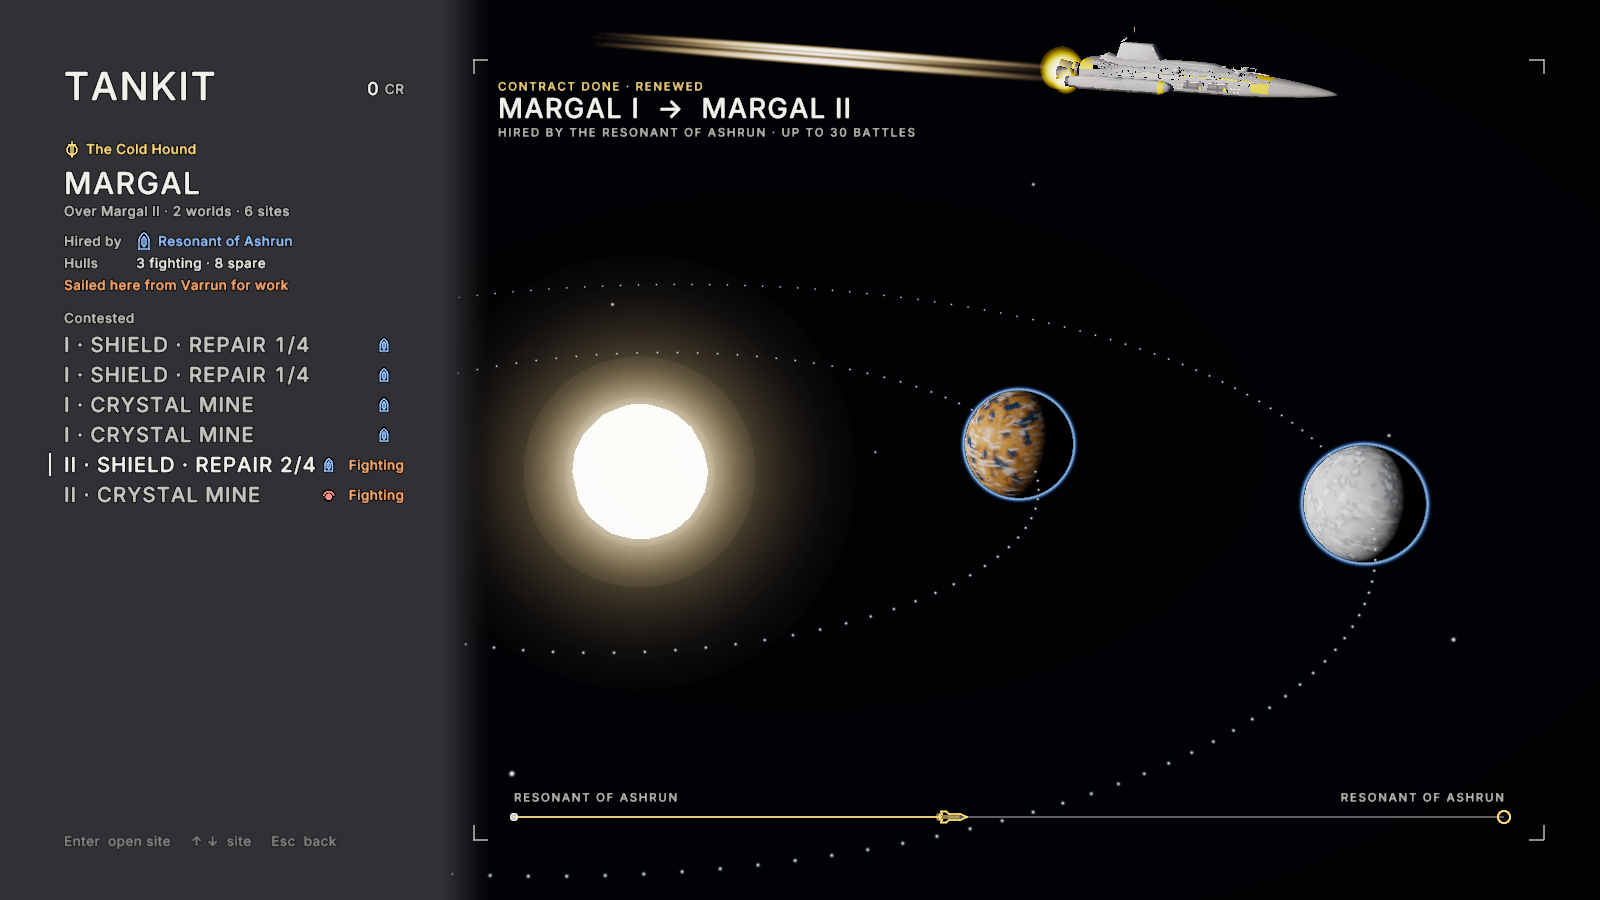 TANKIT
0 CR
The Cold Hound
MARGAL
Over Margal II · 2 worlds · 6 sites
Hired by Resonant of Ashrun
Hulls 3 fighting · 8 spare
Sailed here from Varrun for work
Contested
I · SHIELD · REPAIR 1/4
I · SHIELD · REPAIR 1/4
I · CRYSTAL MINE
I · CRYSTAL MINE
II · SHIELD · REPAIR 2/4 Fighting
II · CRYSTAL MINE Fighting
Enter open site ↑↓ site Esc back
CONTRACT DONE · RENEWED
MARGAL I → MARGAL II
HIRED BY THE RESONANT OF ASHRUN · UP TO 30 BATTLES
RESONANT OF ASHRUN
RESONANT OF ASHRUN